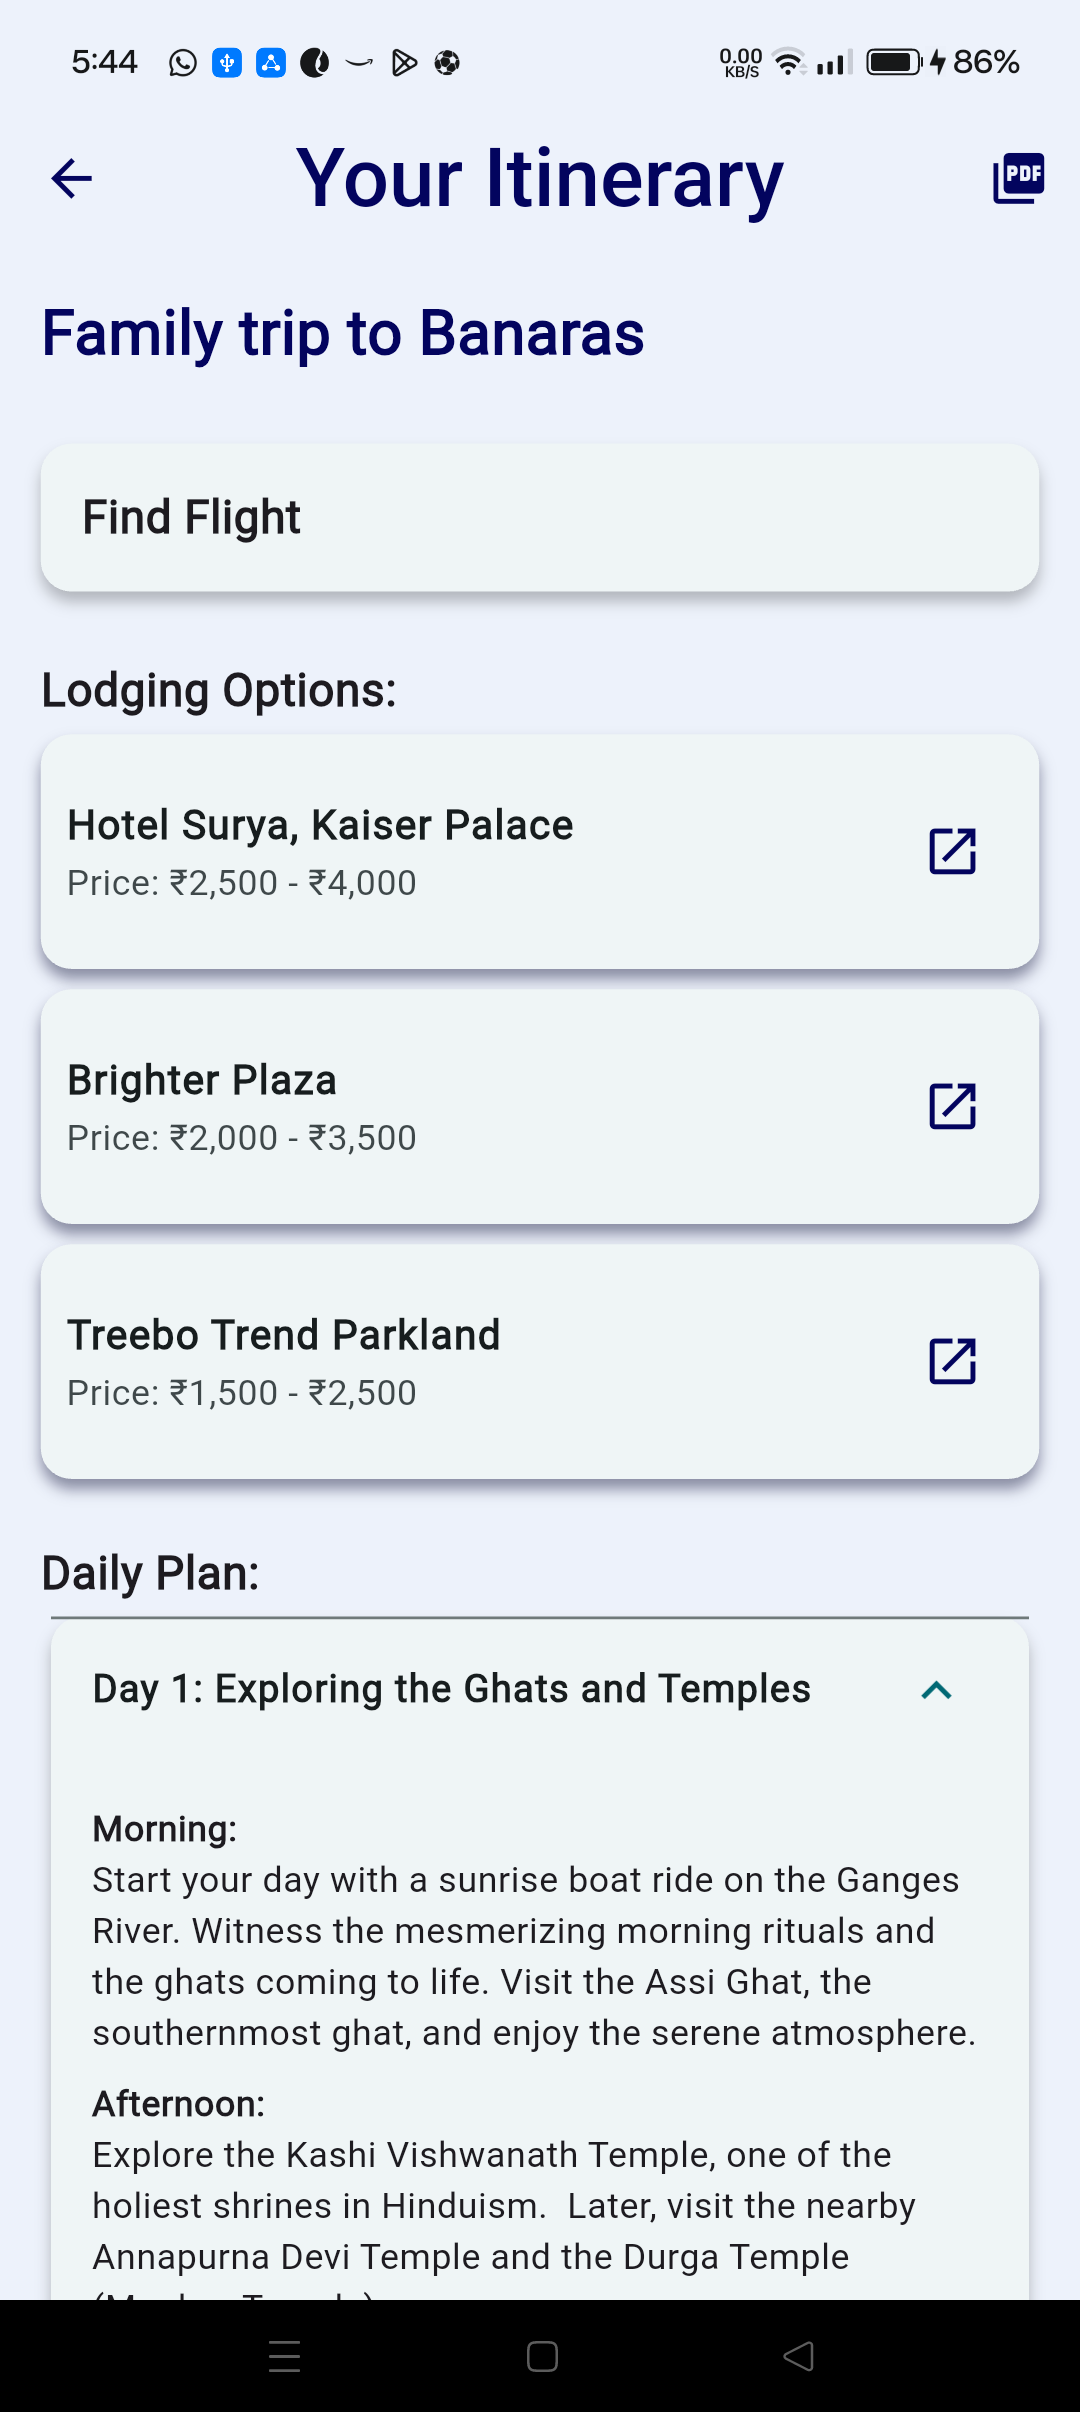 5:44
0.00
KB/S
86%
Your Itinerary
PDF
Family trip to Banaras
Find Flight
Lodging Options:
Hotel Surya, Kaiser Palace
Price: ₹2,500 - ₹4,000
Brighter Plaza
Price: ₹2,000 - ₹3,500
Treebo Trend Parkland
Price: ₹1,500 - ₹2,500
Daily Plan:
Day 1: Exploring the Ghats and Temples
Morning:
Start your day with a sunrise boat ride on the Ganges
River. Witness the mesmerizing morning rituals and
the ghats coming to life. Visit the Assi Ghat, the
southernmost ghat, and enjoy the serene atmosphere.
Afternoon:
Explore the Kashi Vishwanath Temple, one of the
holiest shrines in Hinduism.  Later, visit the nearby
Annapurna Devi Temple and the Durga Temple